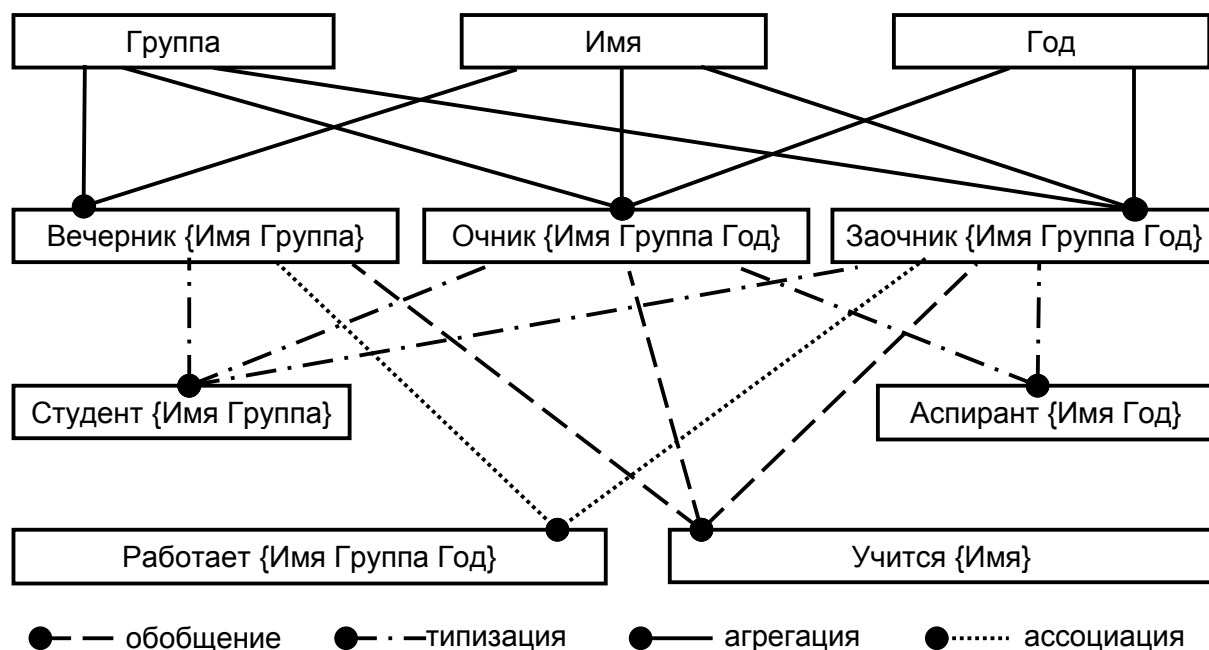 Группа Имя Год
Вечерник {Имя Группа} Очник {Имя Группа Год} Заочник {Имя Группа Год}
Студент {Имя Группа} Аспирант {Имя Год}
Работает {Имя Группа Год} Учится {Имя}
обобщение типизация агрегация ассоциация